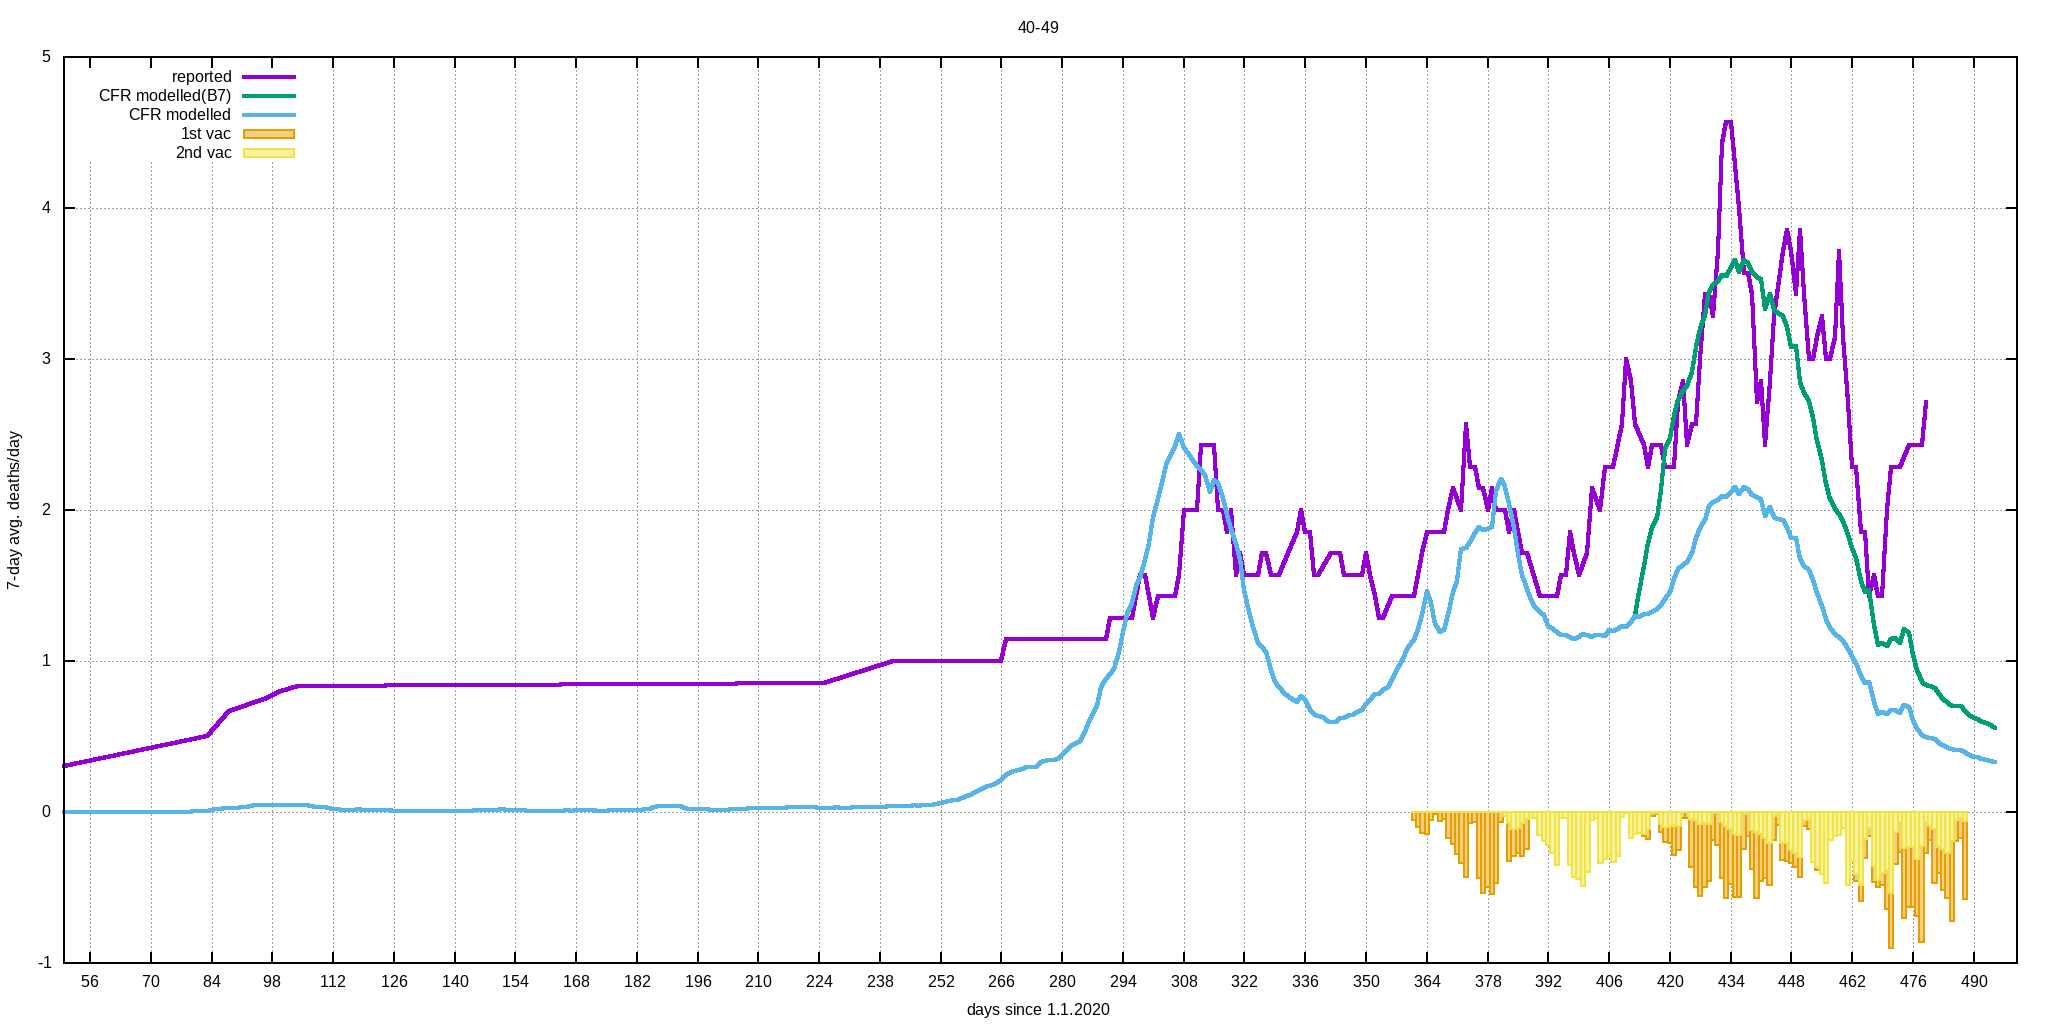 40-49
5
reported
CFR modelled(B7)
CFR modelled
1st vac
2nd vac
4
3
2
1
0
-1
7-day avg. deaths/day
56 70 84 98 112 126 140 154 168 182 196 210 224 238 252 266 280 294 308 322 336 350 364 378 392 406 420 434 448 462 476 490
days since 1.1.2020